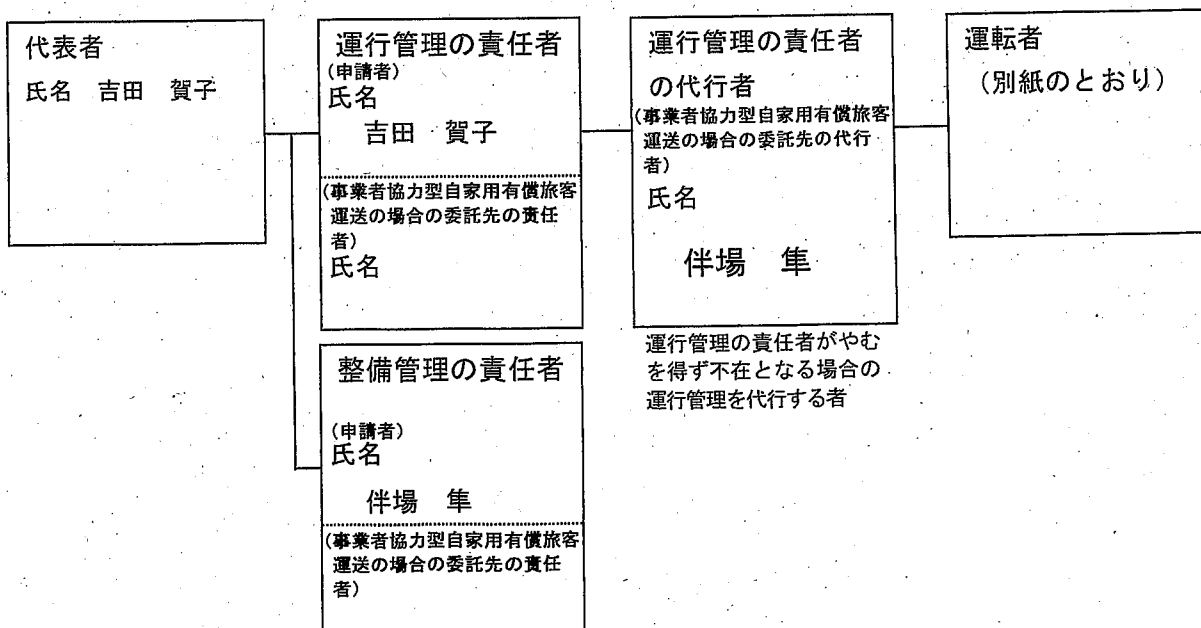 代表者
氏名 吉田 賀子
運行管理の責任者
(申請者)
氏名
吉田 賀子
(事業者協力型自家用有償旅客
運送の場合の委託先の責任
者)
氏名
運行管理の責任者
の代行者
(事業者協力型自家用有償旅客
運送の場合の委託先の代行
者)
氏名
伴場 隼
運行管理の責任者がやむ
を得ず不在となる場合の
運行管理を代行する者
運転者
(別紙のとおり)
整備管理の責任者
(申請者)
氏名
伴場 隼
(事業者協力型自家用有償旅客
運送の場合の委託先の責任
者)